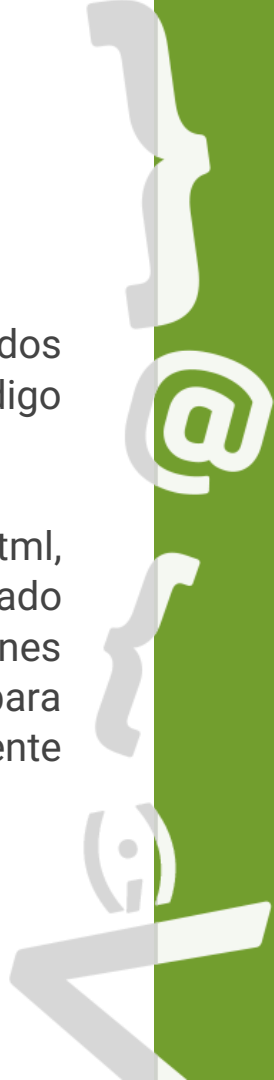 dos
digo
tml,
ado
nes
para
ente
}
@
{
(;)